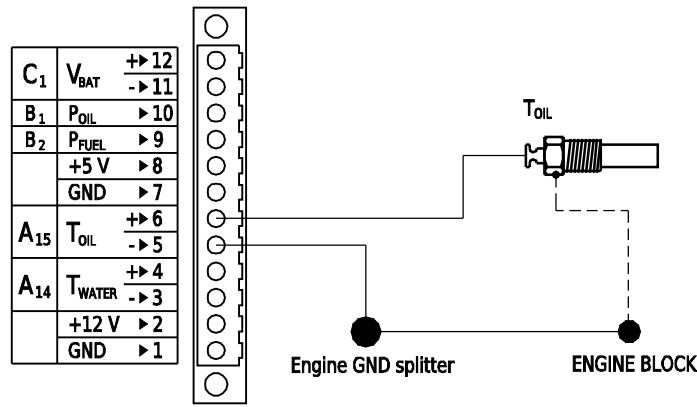 C1 VBAT +▶12
-▶11
B1 POIL ▶10
B2 PFUEL ▶9
+5 V ▶8
GND ▶7
A15 TOIL +▶6
-▶5
A14 TWATER +▶4
-▶3
+12 V ▶2
GND ▶1
TOIL
Engine GND splitter
ENGINE BLOCK